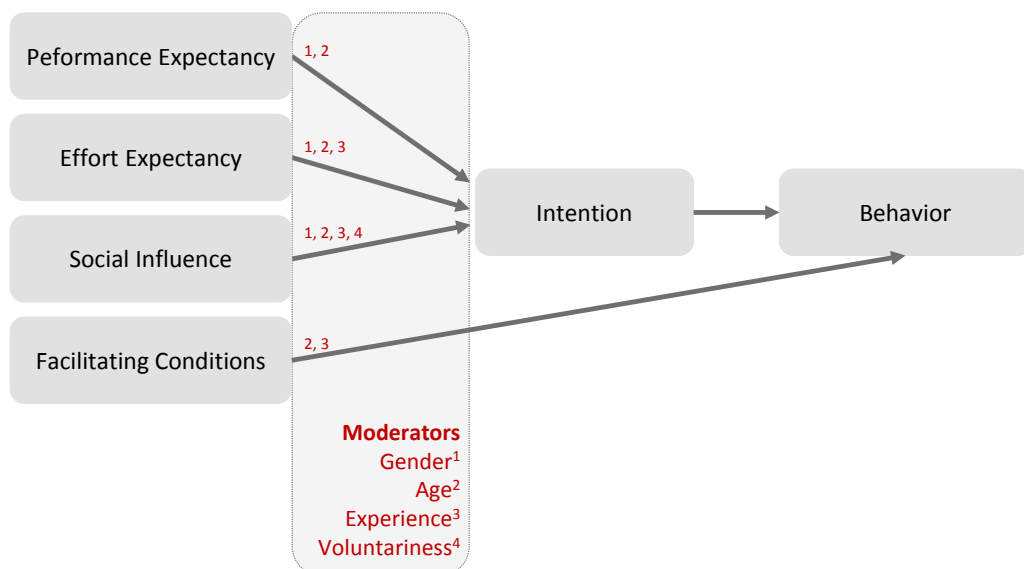 Peformance Expectancy
1, 2
Effort Expectancy
1, 2, 3
Social Influence
1, 2, 3, 4
Facilitating Conditions
2, 3
Intention
Behavior
Moderators
Gender¹
Age²
Experience³
Voluntariness⁴